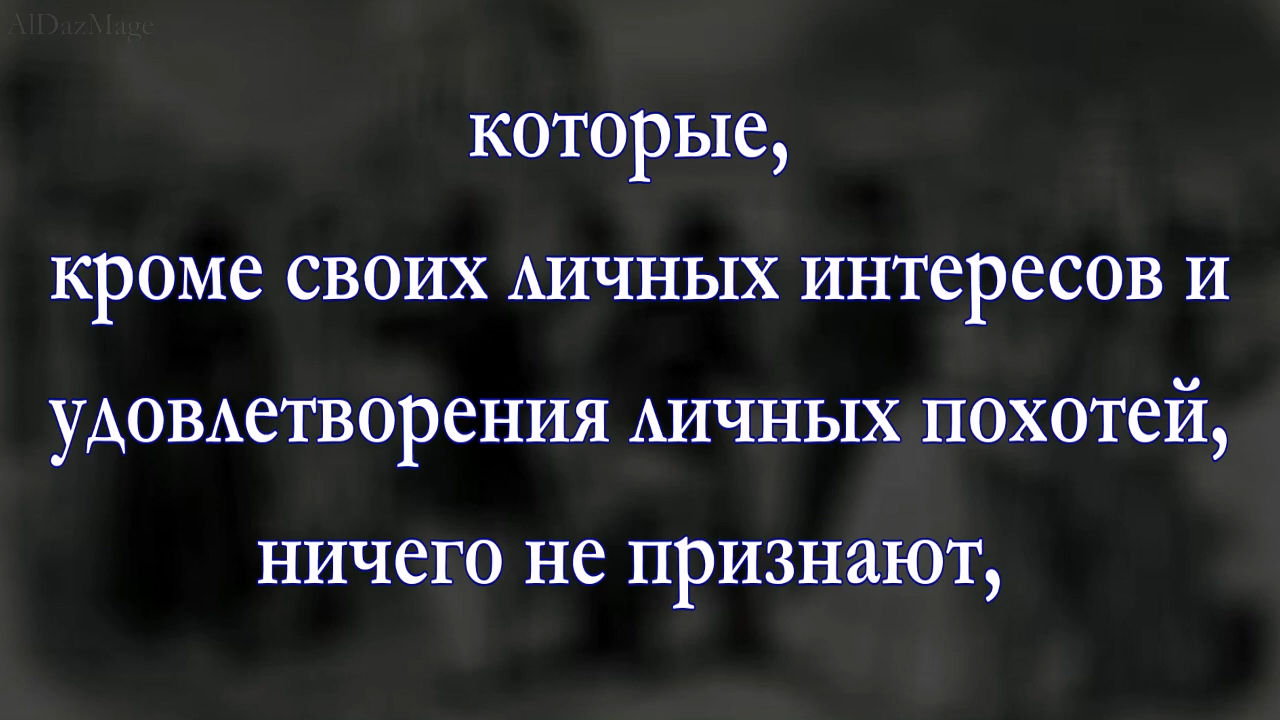 AlDazMage
которые,
кроме своих личных интересов и
удовлетворения личных похотей,
ничего не признают,